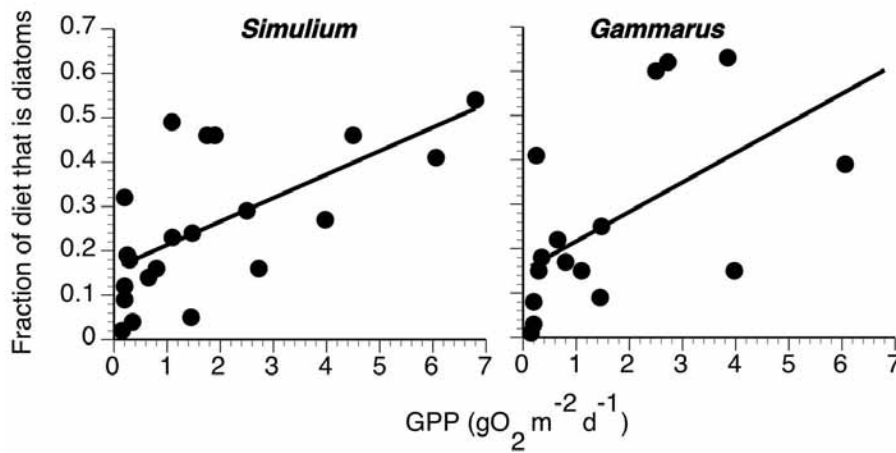 Simulium
Gammarus
Fraction of diet that is diatoms
0.7
0.6
0.5
0.4
0.3
0.2
0.1
0
0 1 2 3 4 5 6 7
0 1 2 3 4 5 6 7
GPP (gO₂ m⁻² d⁻¹)